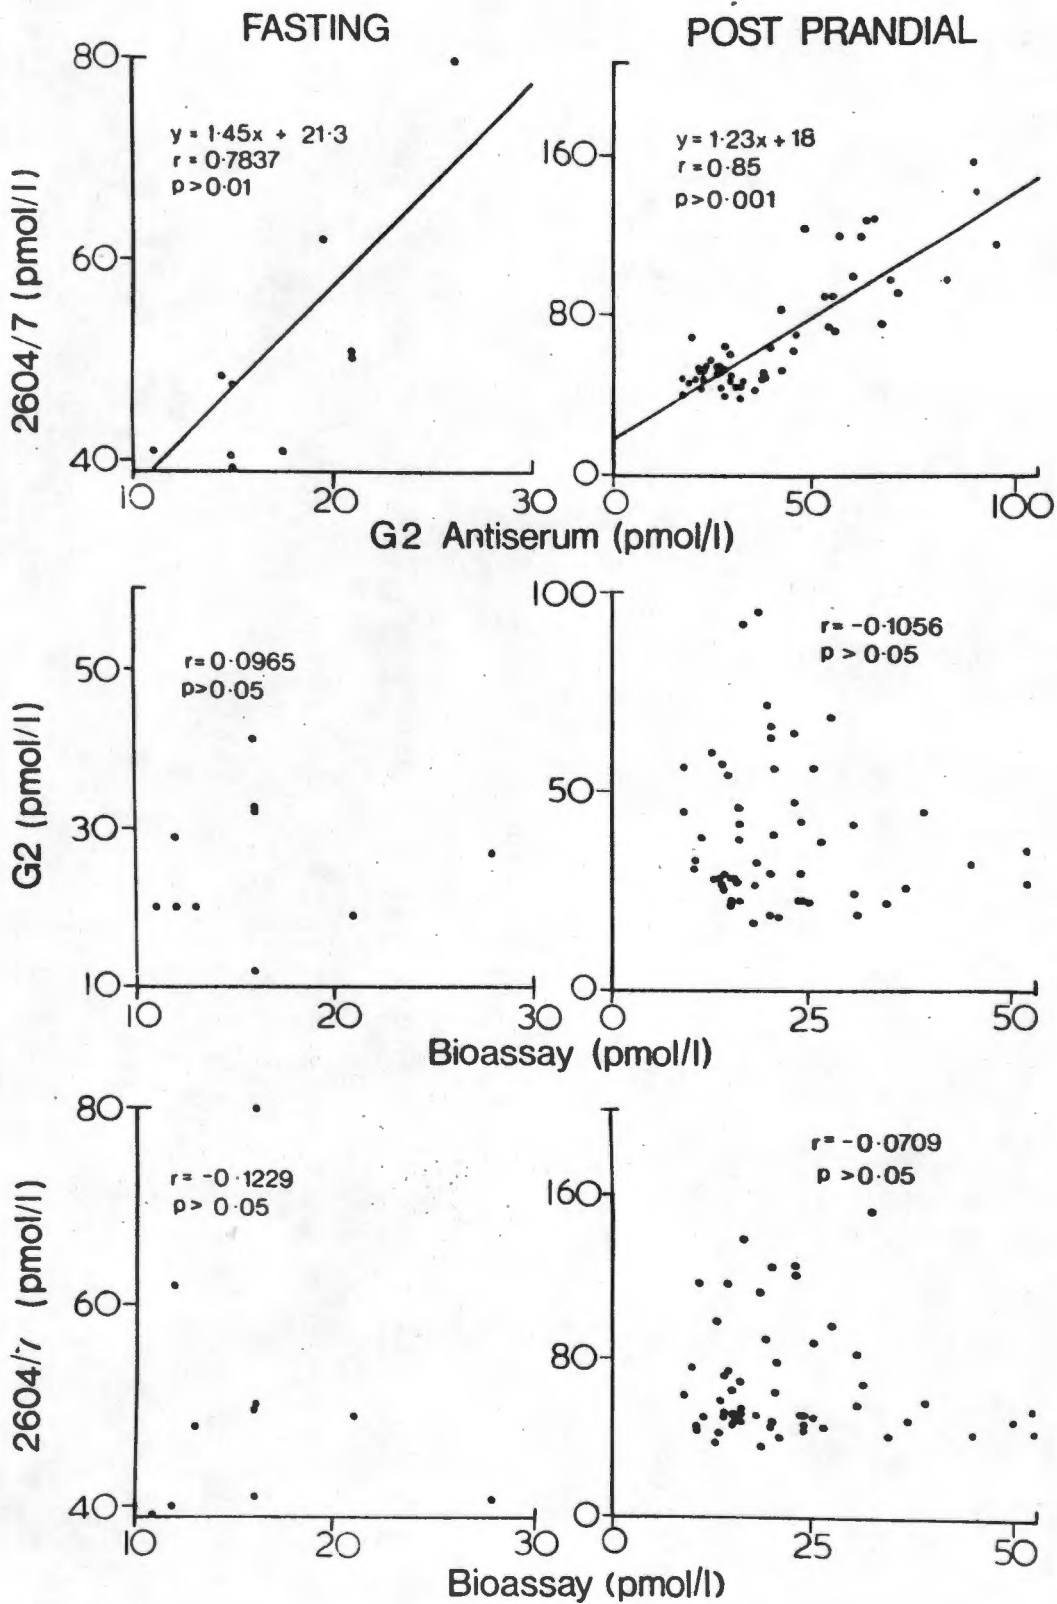 FASTING
POST PRANDIAL
80
60
40
2604/7 (pmol/l)
y = 1·45x + 21·3
r = 0·7837
p>0·01
10
20
30
160
80
0
y = 1·23x + 18
r = 0·85
p>0·001
0
50
100
G2 Antiserum (pmol/l)
50
30
10
G2 (pmol/l)
r = 0·0965
p>0·05
10
20
30
100
50
0
r = -0·1056
p > 0·05
0
25
50
Bioassay (pmol/l)
80
60
40
2604/7 (pmol/l)
r = -0·1229
p > 0·05
10
20
30
160
80
0
r = -0·0709
p >0·05
0
25
50
Bioassay (pmol/l)